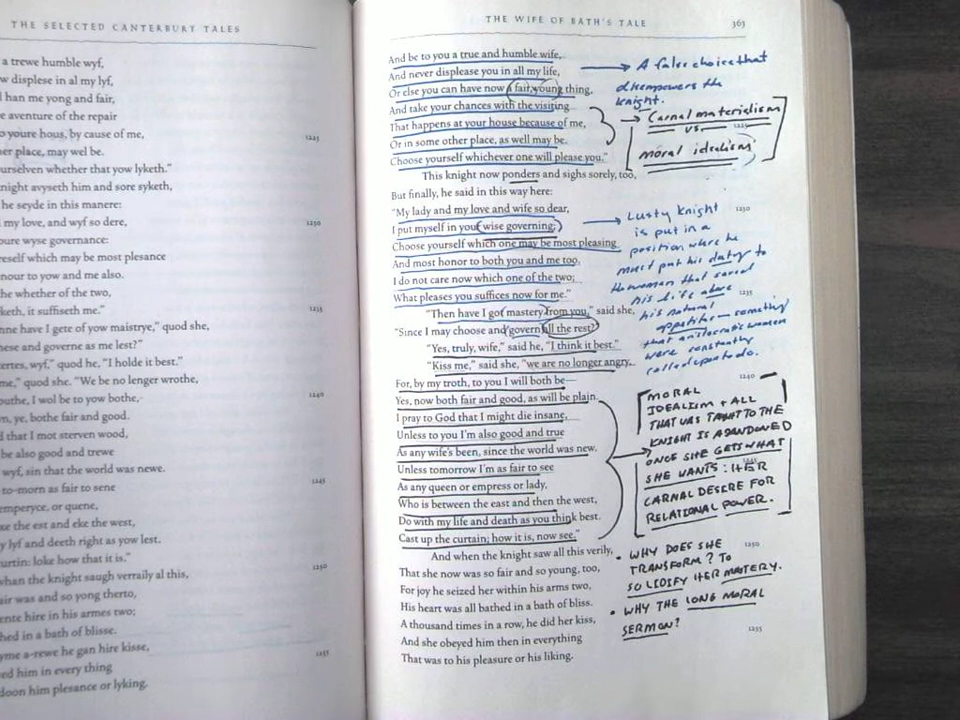 THE SELECTED CANTERBURY TALES
a trewe humble wyf,
w displese in al my lyf,
l han me yong and fair,
e aventure of the repair
o youre hous, by cause of me,
1245
er place, may wel be.
urselven whether that yow lyketh."
night avyseth him and sore syketh,
he seyde in this manere:
my love, and wyf so dere,
1230
oure wyse governance:
eself which may be most plesance
nour to yow and me also.
he whether of the two,
keth, it suffiseth me."
1235
nne have I gete of yow maistrye," quod she,
hese and governe as me lest?"
ertes, wyf," quod he, "I holde it best."
me," quod she. "We be no longer wrothe,
outhe, I wol be to yow bothe,
1240
n, ye, bothe fair and good.
d that I mot sterven wood,
be also good and trewe
wyf, sin that the world was newe.
to-morn as fair to sene
1245
emperyce, or quene,
xe the est and eke the west,
y lyf and deeth right as yow lest.
urtin: loke how that it is."
1250
whan the knight saugh verraily al this,
air was and so yong therto,
ente hire in his armes two;
hed in a bath of blisse.
yme a-rewe he gan hire kisse,
1255
ed him in every thing
doon him plesance or lyking.
THE WIFE OF BATH'S TALE
363
And be to you a true and humble wife,
And never displease you in all my life,
Or else you can have now a fair, young thing,
And take your chances with the visiting
That happens at your house because of me,
Or in some other place, as well may be.
Choose yourself whichever one will please you."
This knight now ponders and sighs sorely, too,
But finally, he said in this way here:
"My lady and my love and wife so dear,
I put myself in your wise governing;
Choose yourself which one may be most pleasing
And most honor to both you and me too.
I do not care now which one of the two;
What pleases you suffices now for me."
"Then have I got mastery from you," said she,
"Since I may choose and govern all the rest?"
"Yes, truly, wife," said he, "I think it best."
"Kiss me," said she, "we are no longer angry,
For, by my troth, to you I will both be—
Yes, now both fair and good, as will be plain.
I pray to God that I might die insane,
Unless to you I'm also good and true
As any wife's been, since the world was new.
Unless tomorrow I'm as fair to see
As any queen or empress or lady,
Who is between the east and then the west,
Do with my life and death as you think best.
Cast up the curtain; how it is, now see."
And when the knight saw all this verily,
That she now was so fair and so young, too,
For joy he seized her within his arms two,
His heart was all bathed in a bath of bliss.
A thousand times in a row, he did her kiss,
And she obeyed him then in everything
That was to his pleasure or his liking.
A false choice that
disempowers the
knight.
Carnal materialism
vs.
moral idealism
Lusty Knight
1230
is put in a
position where he
must put his duty to
the woman that saved
his life above
1235
his natural
appetites — something
that aristocratic women
were constantly
called upon to do.
1240
MORAL
IDEALISM + ALL
THAT WAS TAUGHT TO THE
KNIGHT IS ABANDONED
ONCE SHE GETS WHAT
SHE WANTS: HER
CARNAL DESIRE FOR
RELATIONAL POWER.
1250
• WHY DOES SHE
TRANSFORM? TO
SOLIDIFY HER MASTERY.
• WHY THE LONG MORAL
SERMON?
1255